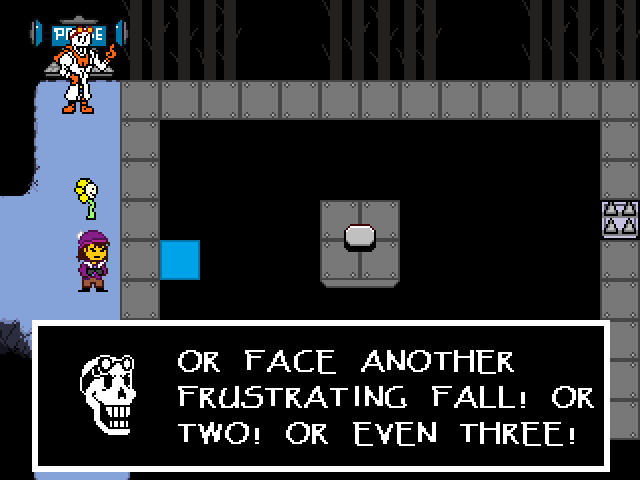 OR FACE ANOTHER
FRUSTRATING FALL! OR
TWO! OR EVEN THREE!